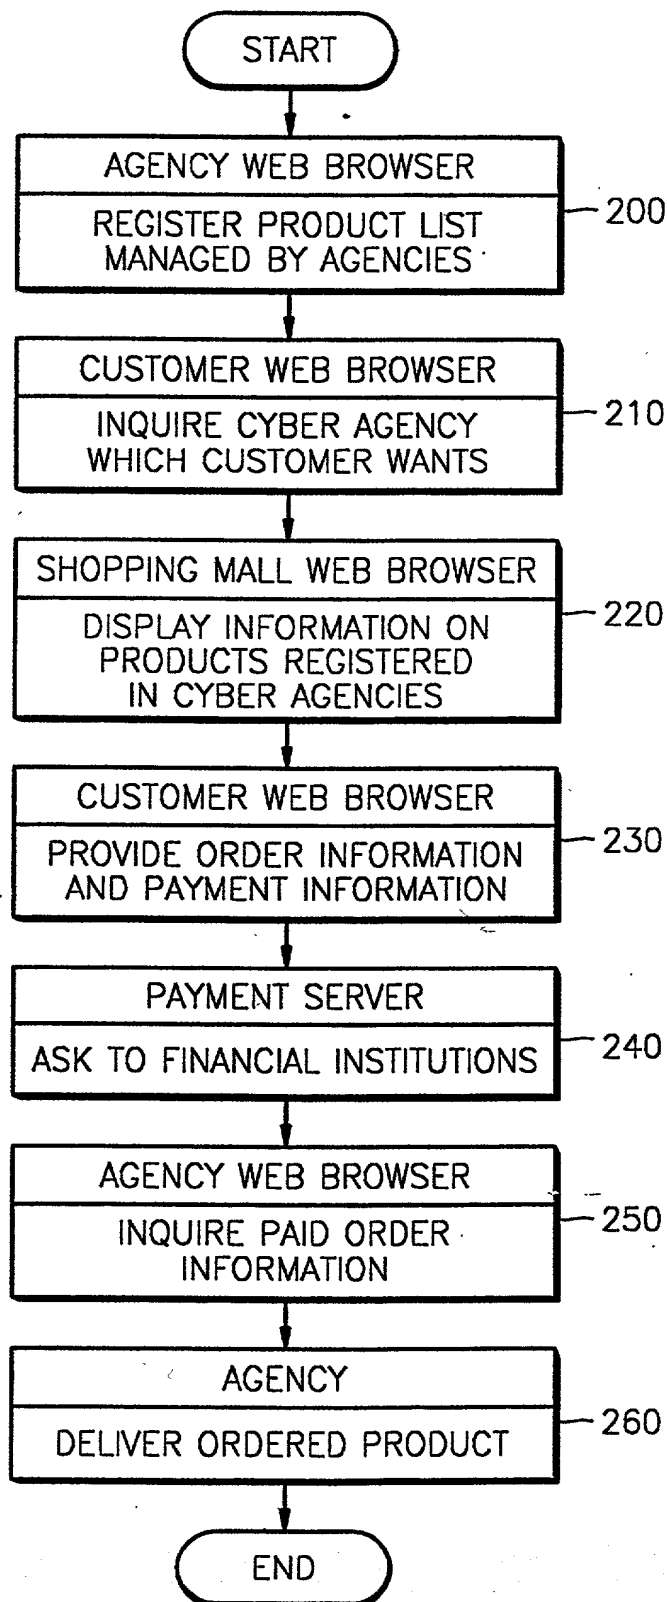 START
AGENCY WEB BROWSER
REGISTER PRODUCT LIST
MANAGED BY AGENCIES
200
CUSTOMER WEB BROWSER
INQUIRE CYBER AGENCY
WHICH CUSTOMER WANTS
210
SHOPPING MALL WEB BROWSER
DISPLAY INFORMATION ON
PRODUCTS REGISTERED
IN CYBER AGENCIES
220
CUSTOMER WEB BROWSER
PROVIDE ORDER INFORMATION
AND PAYMENT INFORMATION
230
PAYMENT SERVER
ASK TO FINANCIAL INSTITUTIONS
240
AGENCY WEB BROWSER
INQUIRE PAID ORDER
INFORMATION
250
AGENCY
DELIVER ORDERED PRODUCT
260
END